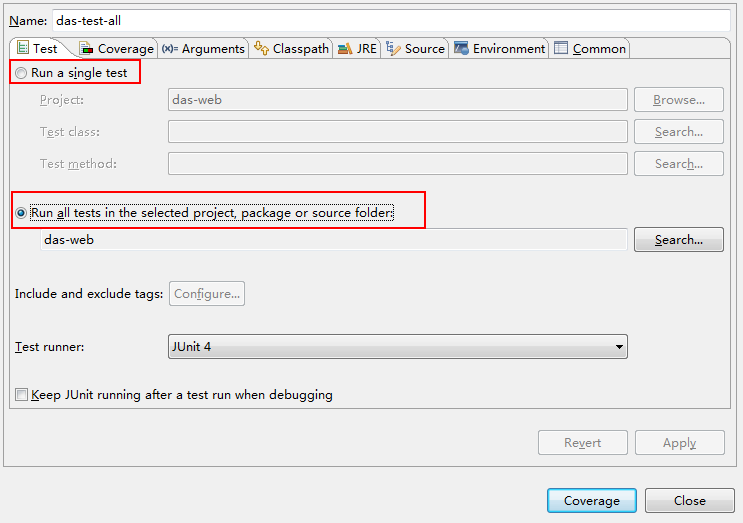 Name: das-test-all
Test Coverage (x)= Arguments Classpath JRE Source Environment Common
Run a single test
Project: das-web Browse...
Test class: Search...
Test method: Search...
Run all tests in the selected project, package or source folder:
das-web Search...
Include and exclude tags: Configure...
Test runner: JUnit 4
Keep JUnit running after a test run when debugging
Revert Apply
Coverage Close